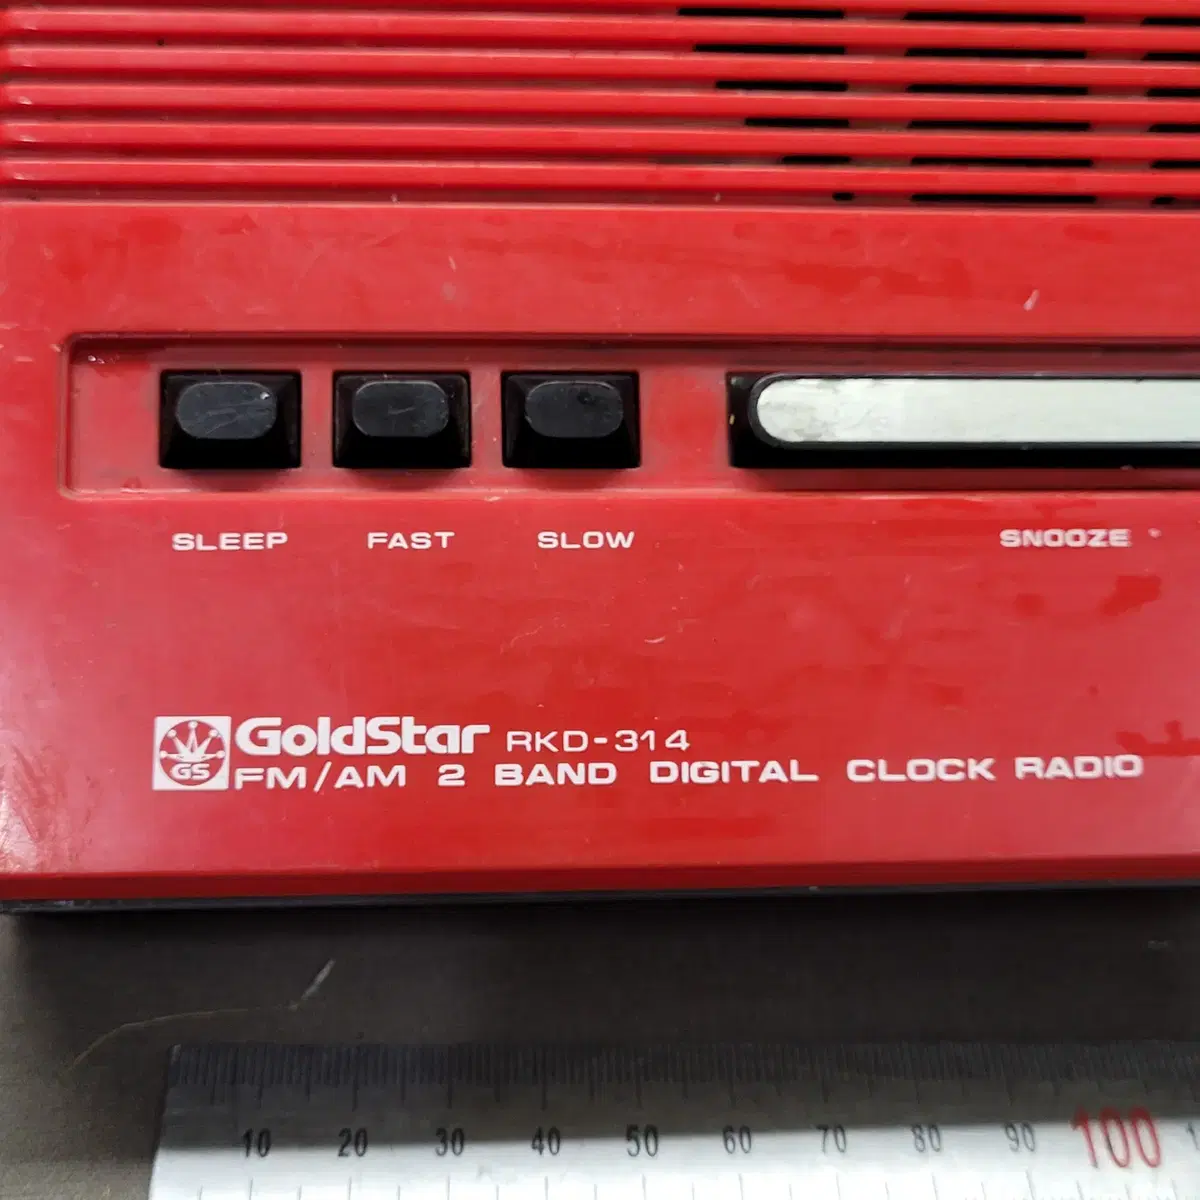 SLEEP FAST SLOW SNOOZE
GoldStar RKD-314
GS
FM/AM 2 BAND DIGITAL CLOCK RADIO
10 20 30 40 50 60 70 80 90 100